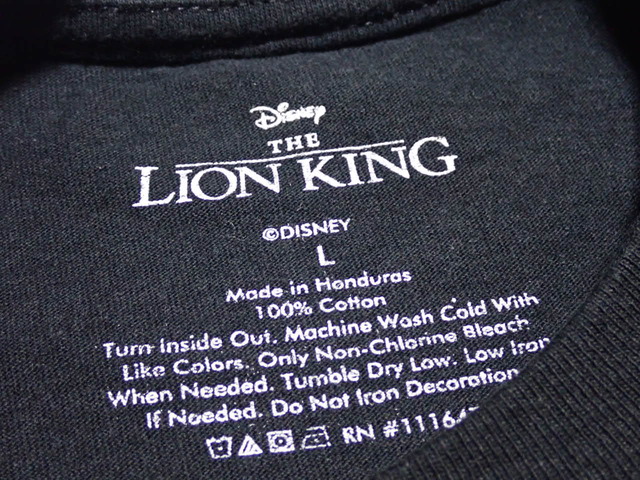 Disney
THE
LION KING
©DISNEY
L
Made in Honduras
100% Cotton
Turn Inside Out. Machine Wash Cold With
Like Colors. Only Non-Chlorine Bleach
When Needed. Tumble Dry Low. Low Iron
If Needed. Do Not Iron Decoration
RN